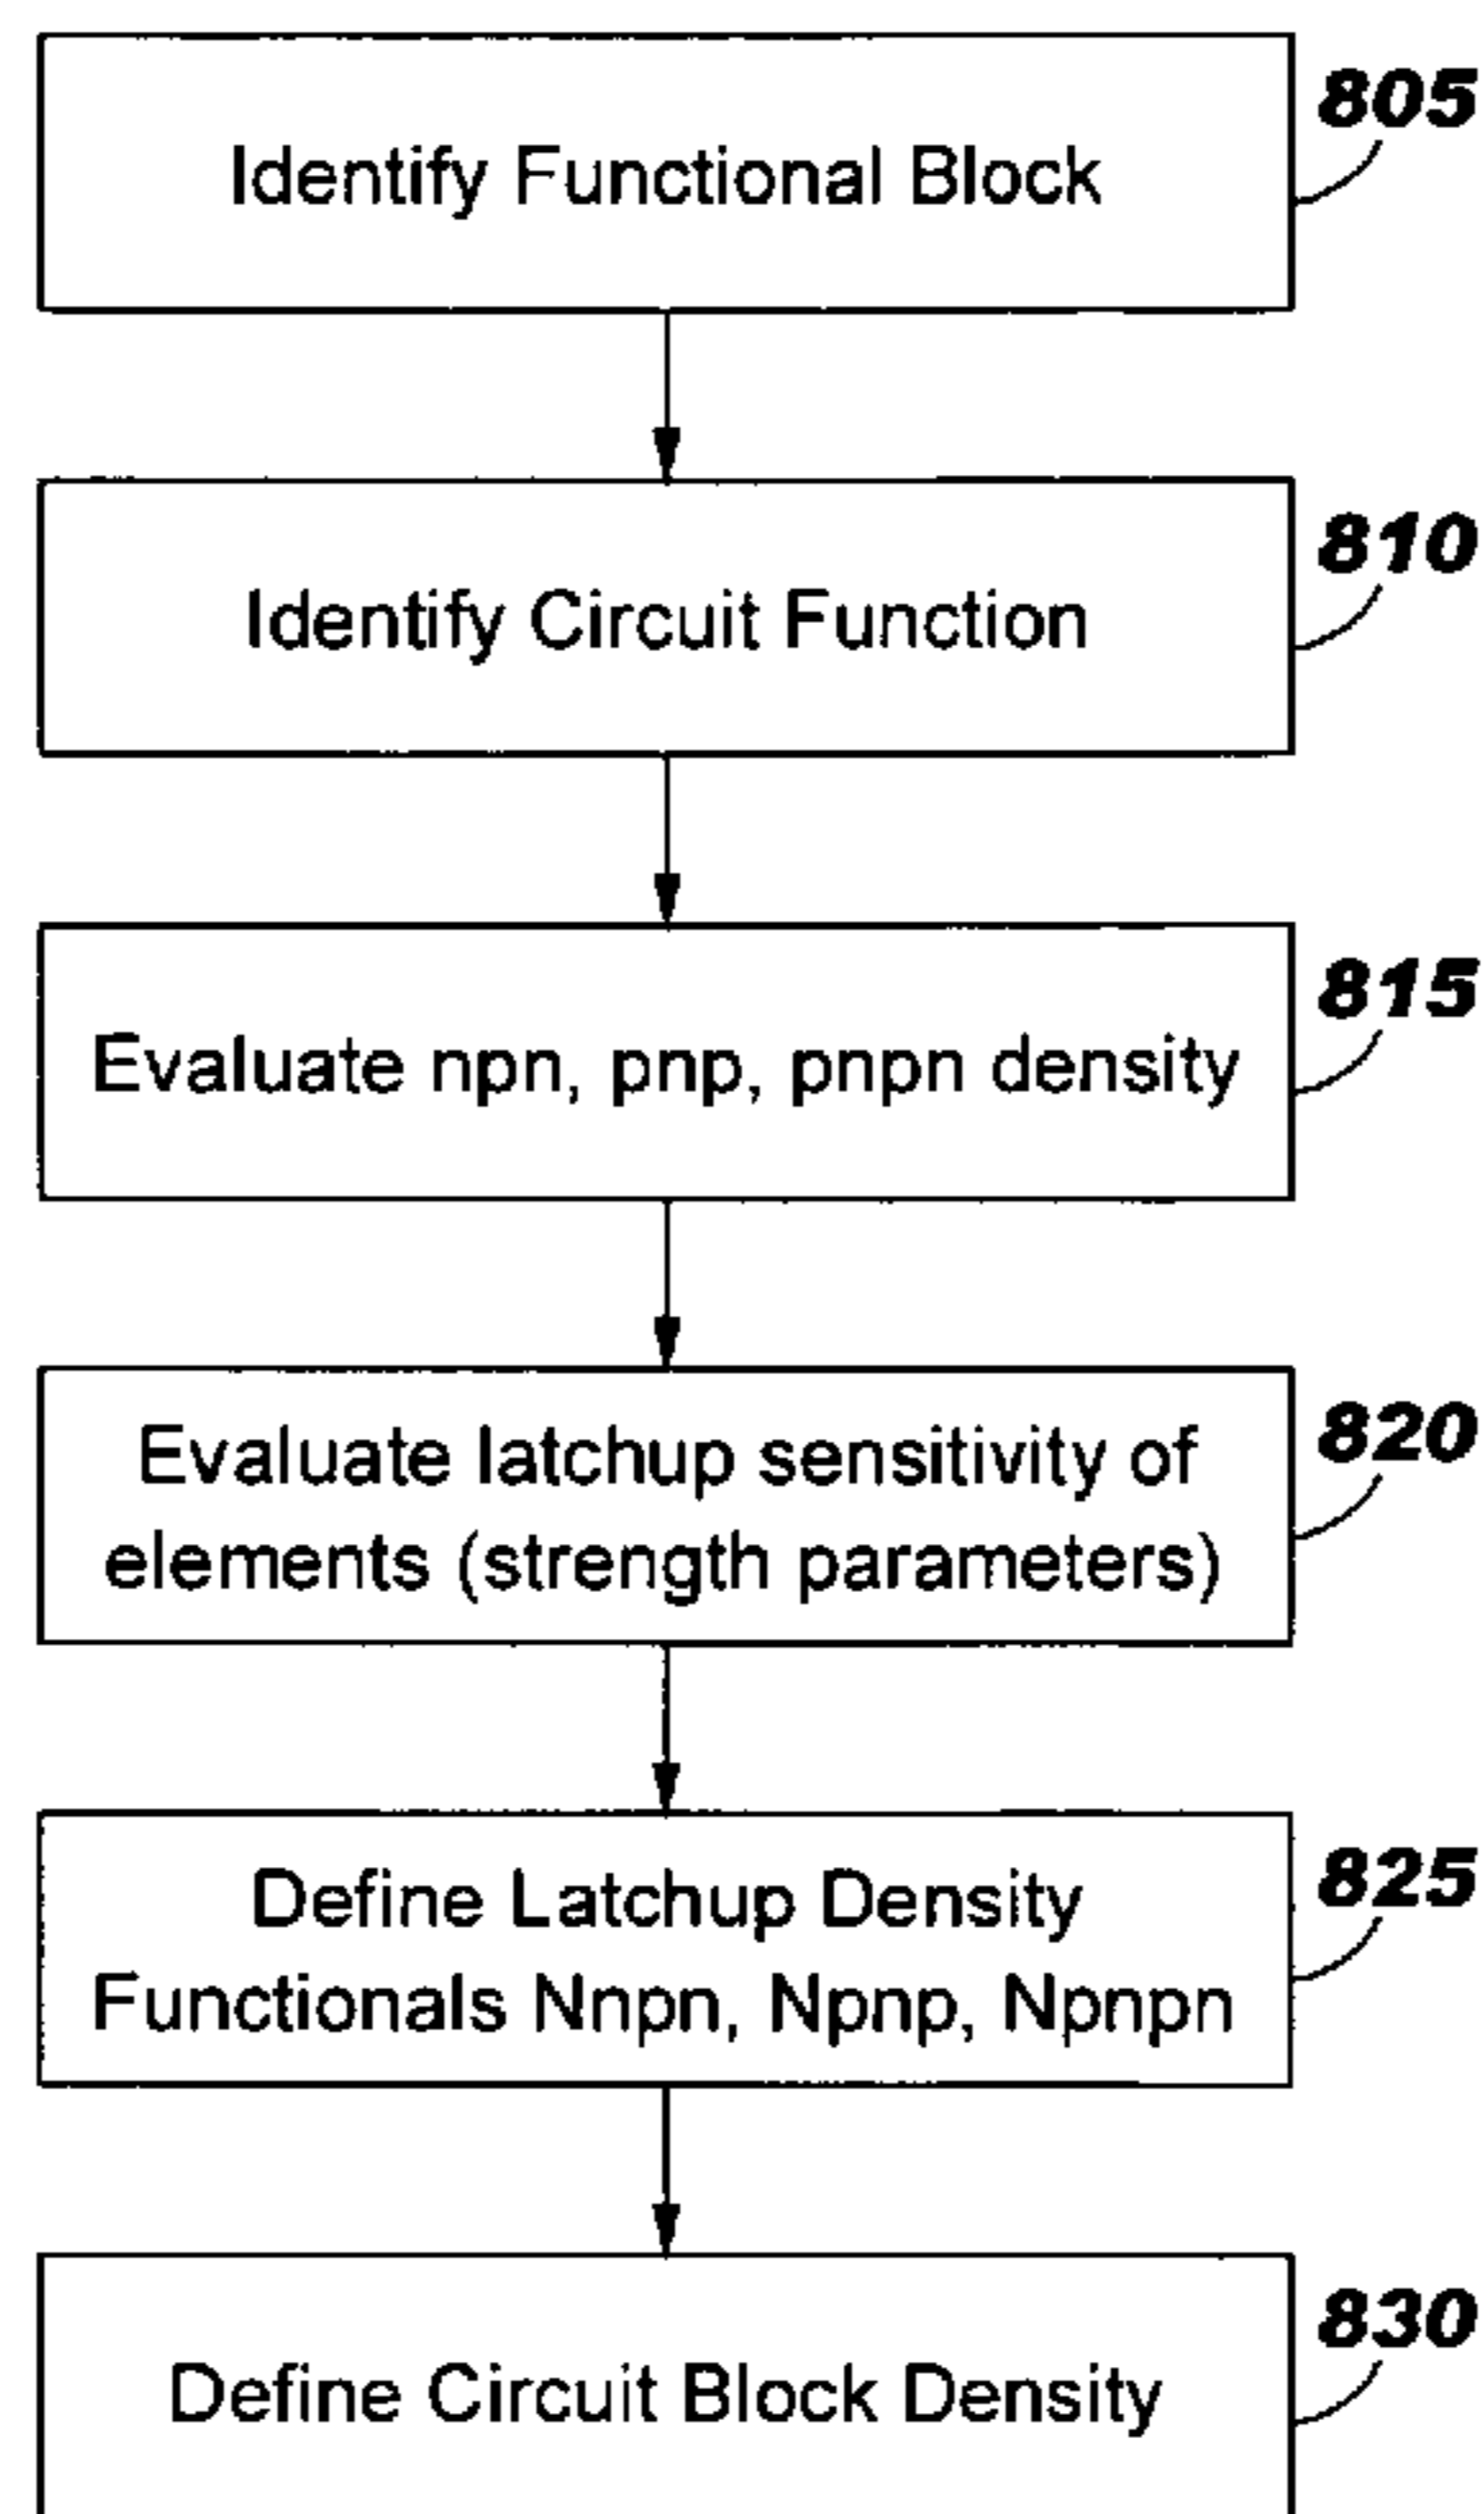 805
Identify Functional Block
810
Identify Circuit Function
815
Evaluate npn, pnp, pnpn density
820
Evaluate latchup sensitivity of
elements (strength parameters)
825
Define Latchup Density
Functionals Nnpn, Npnp, Npnpn
830
Define Circuit Block Density